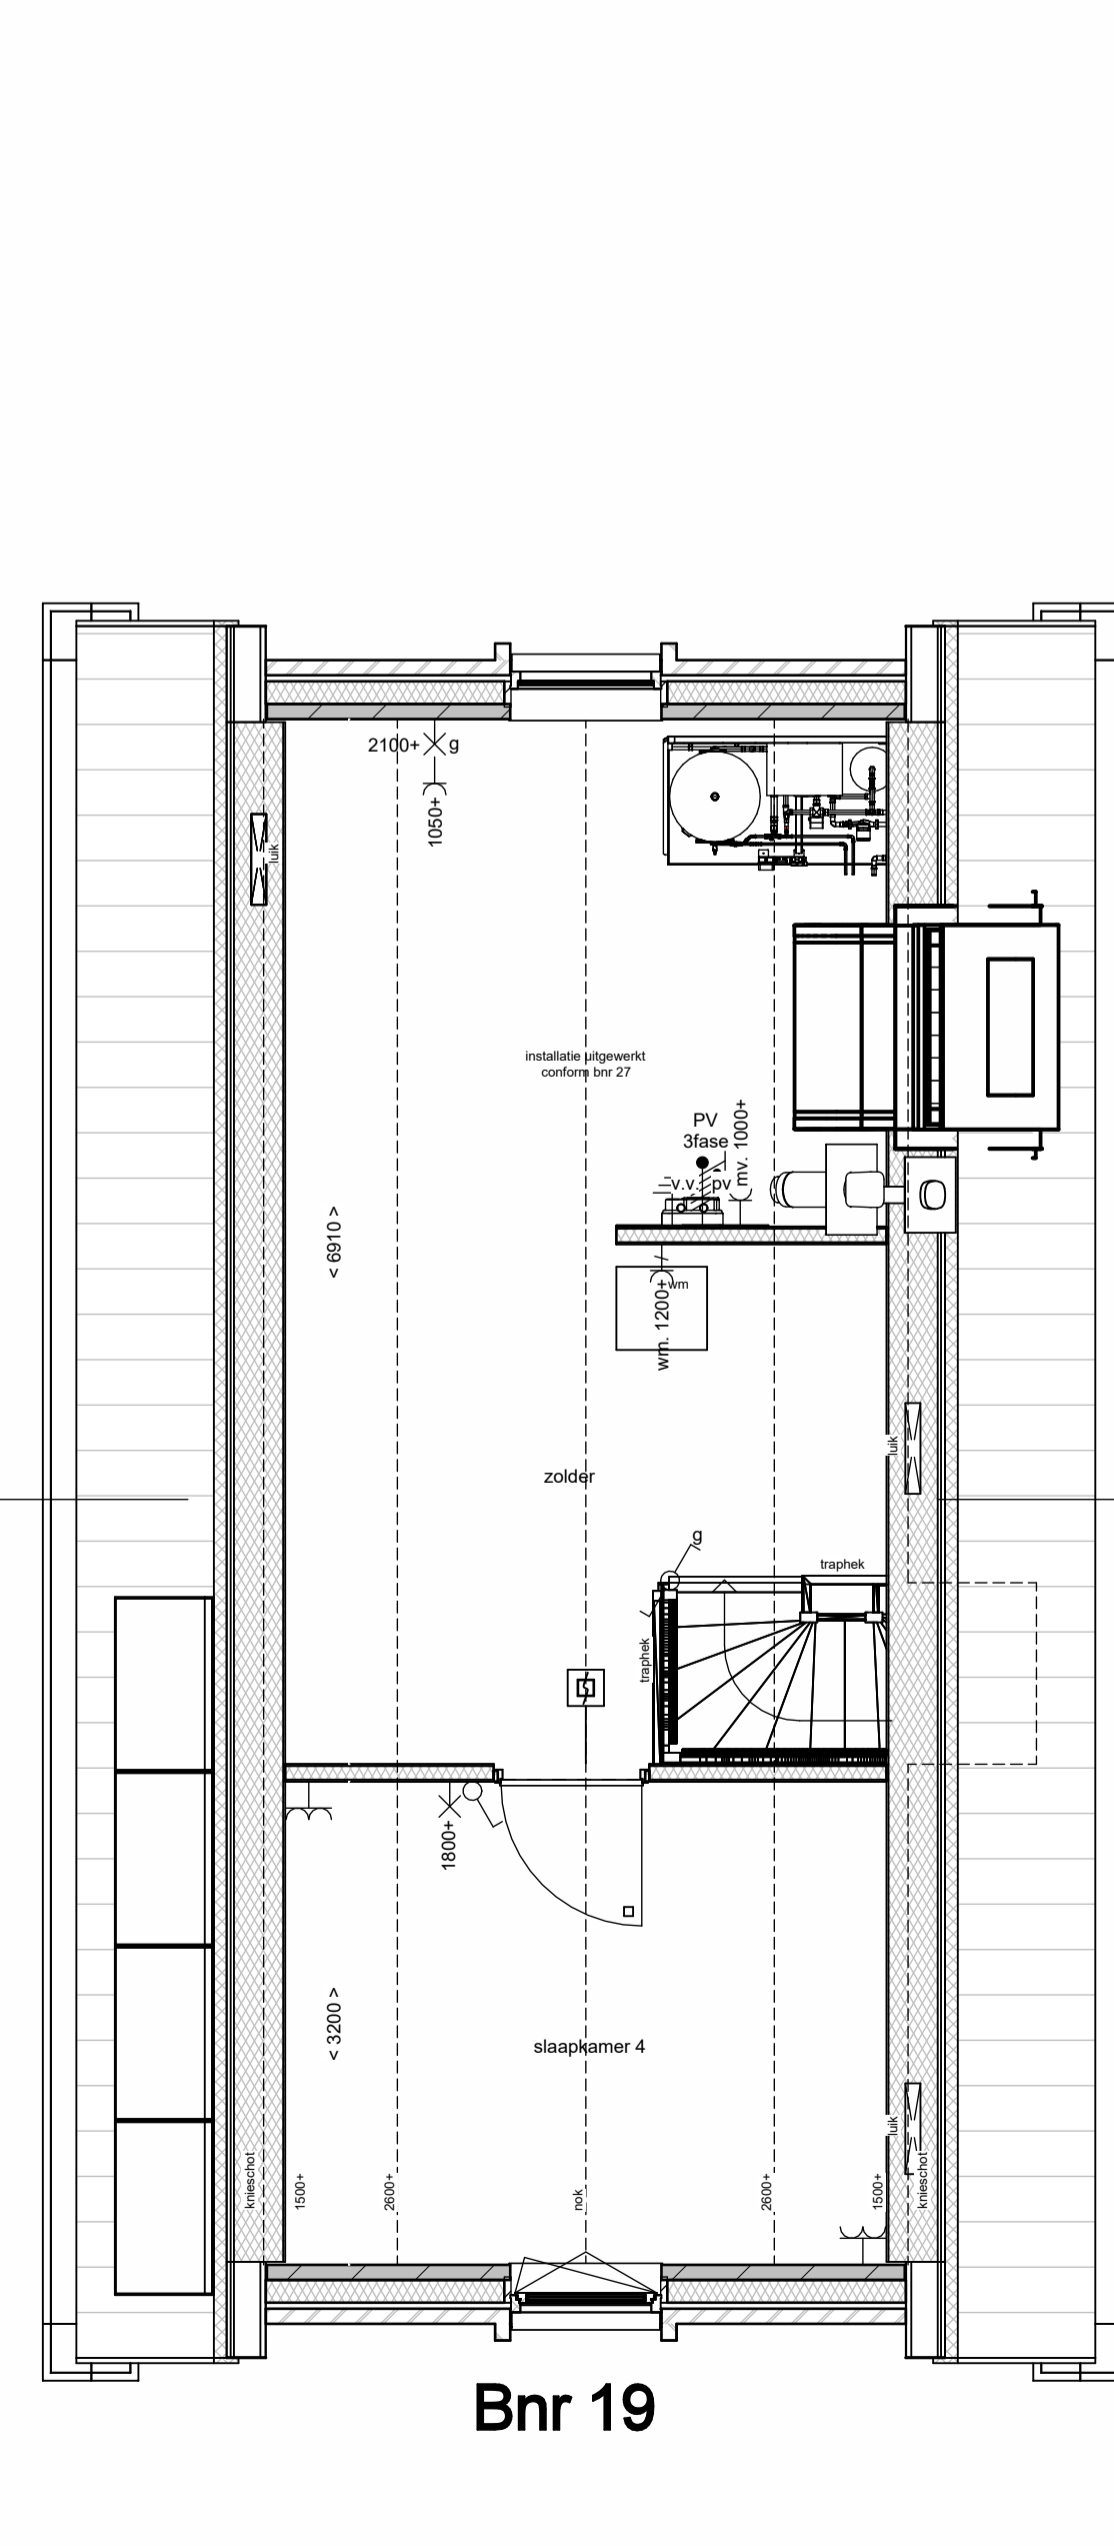 2100+ g
1050+
luik
installatie uitgewerkt
conform bnr 27
PV
3fase
mv. 1000+
v.v. pv
< 6910 >
wm
wm. 1200+
luik
zolder
g
traphek
traphek
1800+
< 3200 >
slaapkamer 4
luik
knieschot
1500+
2600+
nok
2600+
1500+
knieschot
Bnr 19